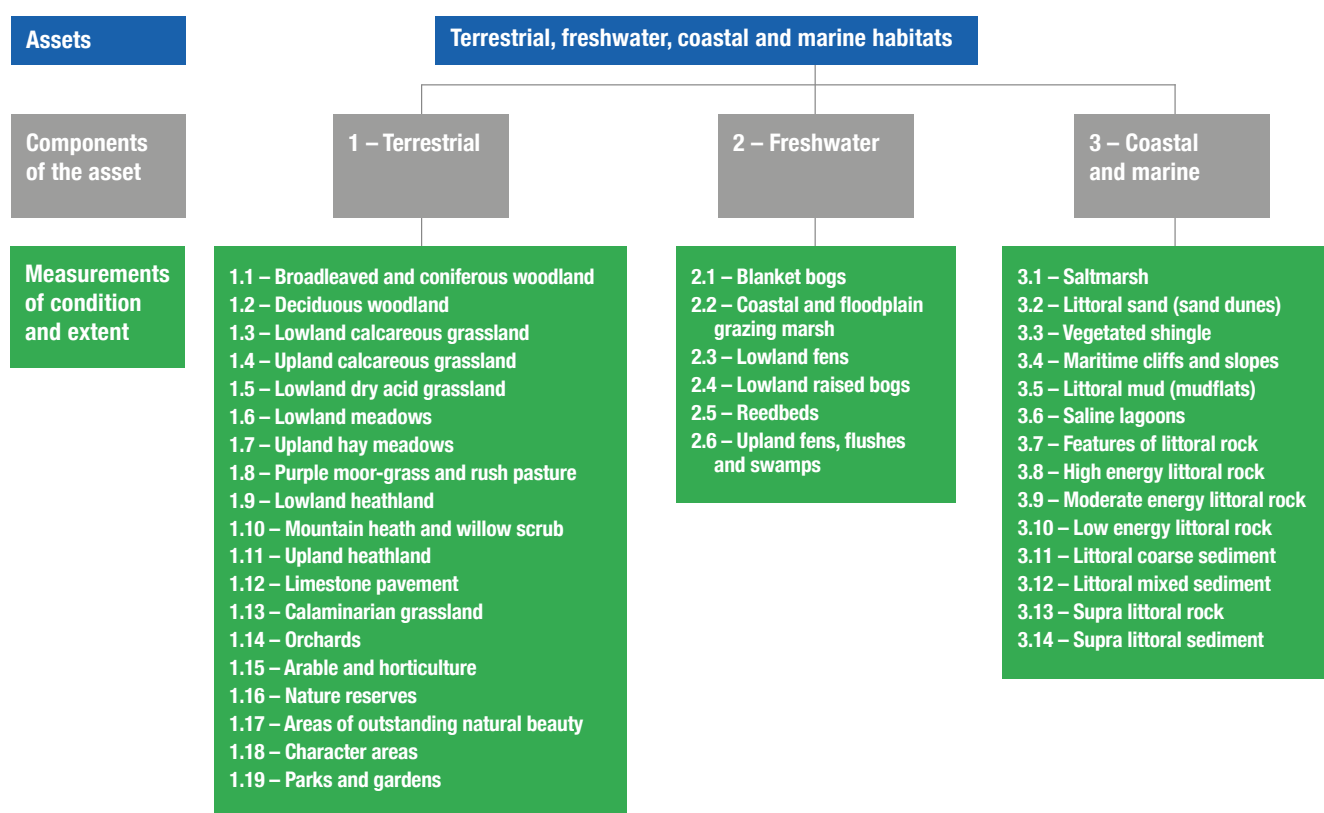 Assets
Terrestrial, freshwater, coastal and marine habitats
Components
of the asset
1 – Terrestrial
2 – Freshwater
3 – Coastal
and marine
Measurements
of condition
and extent
1.1 – Broadleaved and coniferous woodland
1.2 – Deciduous woodland
1.3 – Lowland calcareous grassland
1.4 – Upland calcareous grassland
1.5 – Lowland dry acid grassland
1.6 – Lowland meadows
1.7 – Upland hay meadows
1.8 – Purple moor-grass and rush pasture
1.9 – Lowland heathland
1.10 – Mountain heath and willow scrub
1.11 – Upland heathland
1.12 – Limestone pavement
1.13 – Calaminarian grassland
1.14 – Orchards
1.15 – Arable and horticulture
1.16 – Nature reserves
1.17 – Areas of outstanding natural beauty
1.18 – Character areas
1.19 – Parks and gardens
2.1 – Blanket bogs
2.2 – Coastal and floodplain
grazing marsh
2.3 – Lowland fens
2.4 – Lowland raised bogs
2.5 – Reedbeds
2.6 – Upland fens, flushes
and swamps
3.1 – Saltmarsh
3.2 – Littoral sand (sand dunes)
3.3 – Vegetated shingle
3.4 – Maritime cliffs and slopes
3.5 – Littoral mud (mudflats)
3.6 – Saline lagoons
3.7 – Features of littoral rock
3.8 – High energy littoral rock
3.9 – Moderate energy littoral rock
3.10 – Low energy littoral rock
3.11 – Littoral coarse sediment
3.12 – Littoral mixed sediment
3.13 – Supra littoral rock
3.14 – Supra littoral sediment